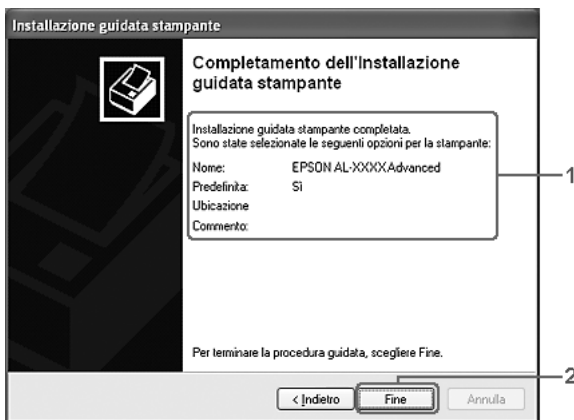 Installazione guidata stampante
Completamento dell'Installazione
guidata stampante
Installazione guidata stampante completata.
Sono state selezionate le seguenti opzioni per la stampante:
Nome: EPSON AL-XXXX Advanced
Predefinita: Sì
Ubicazione
Commento:
1
Per terminare la procedura guidata, scegliere Fine.
2
< Indietro Fine Annulla